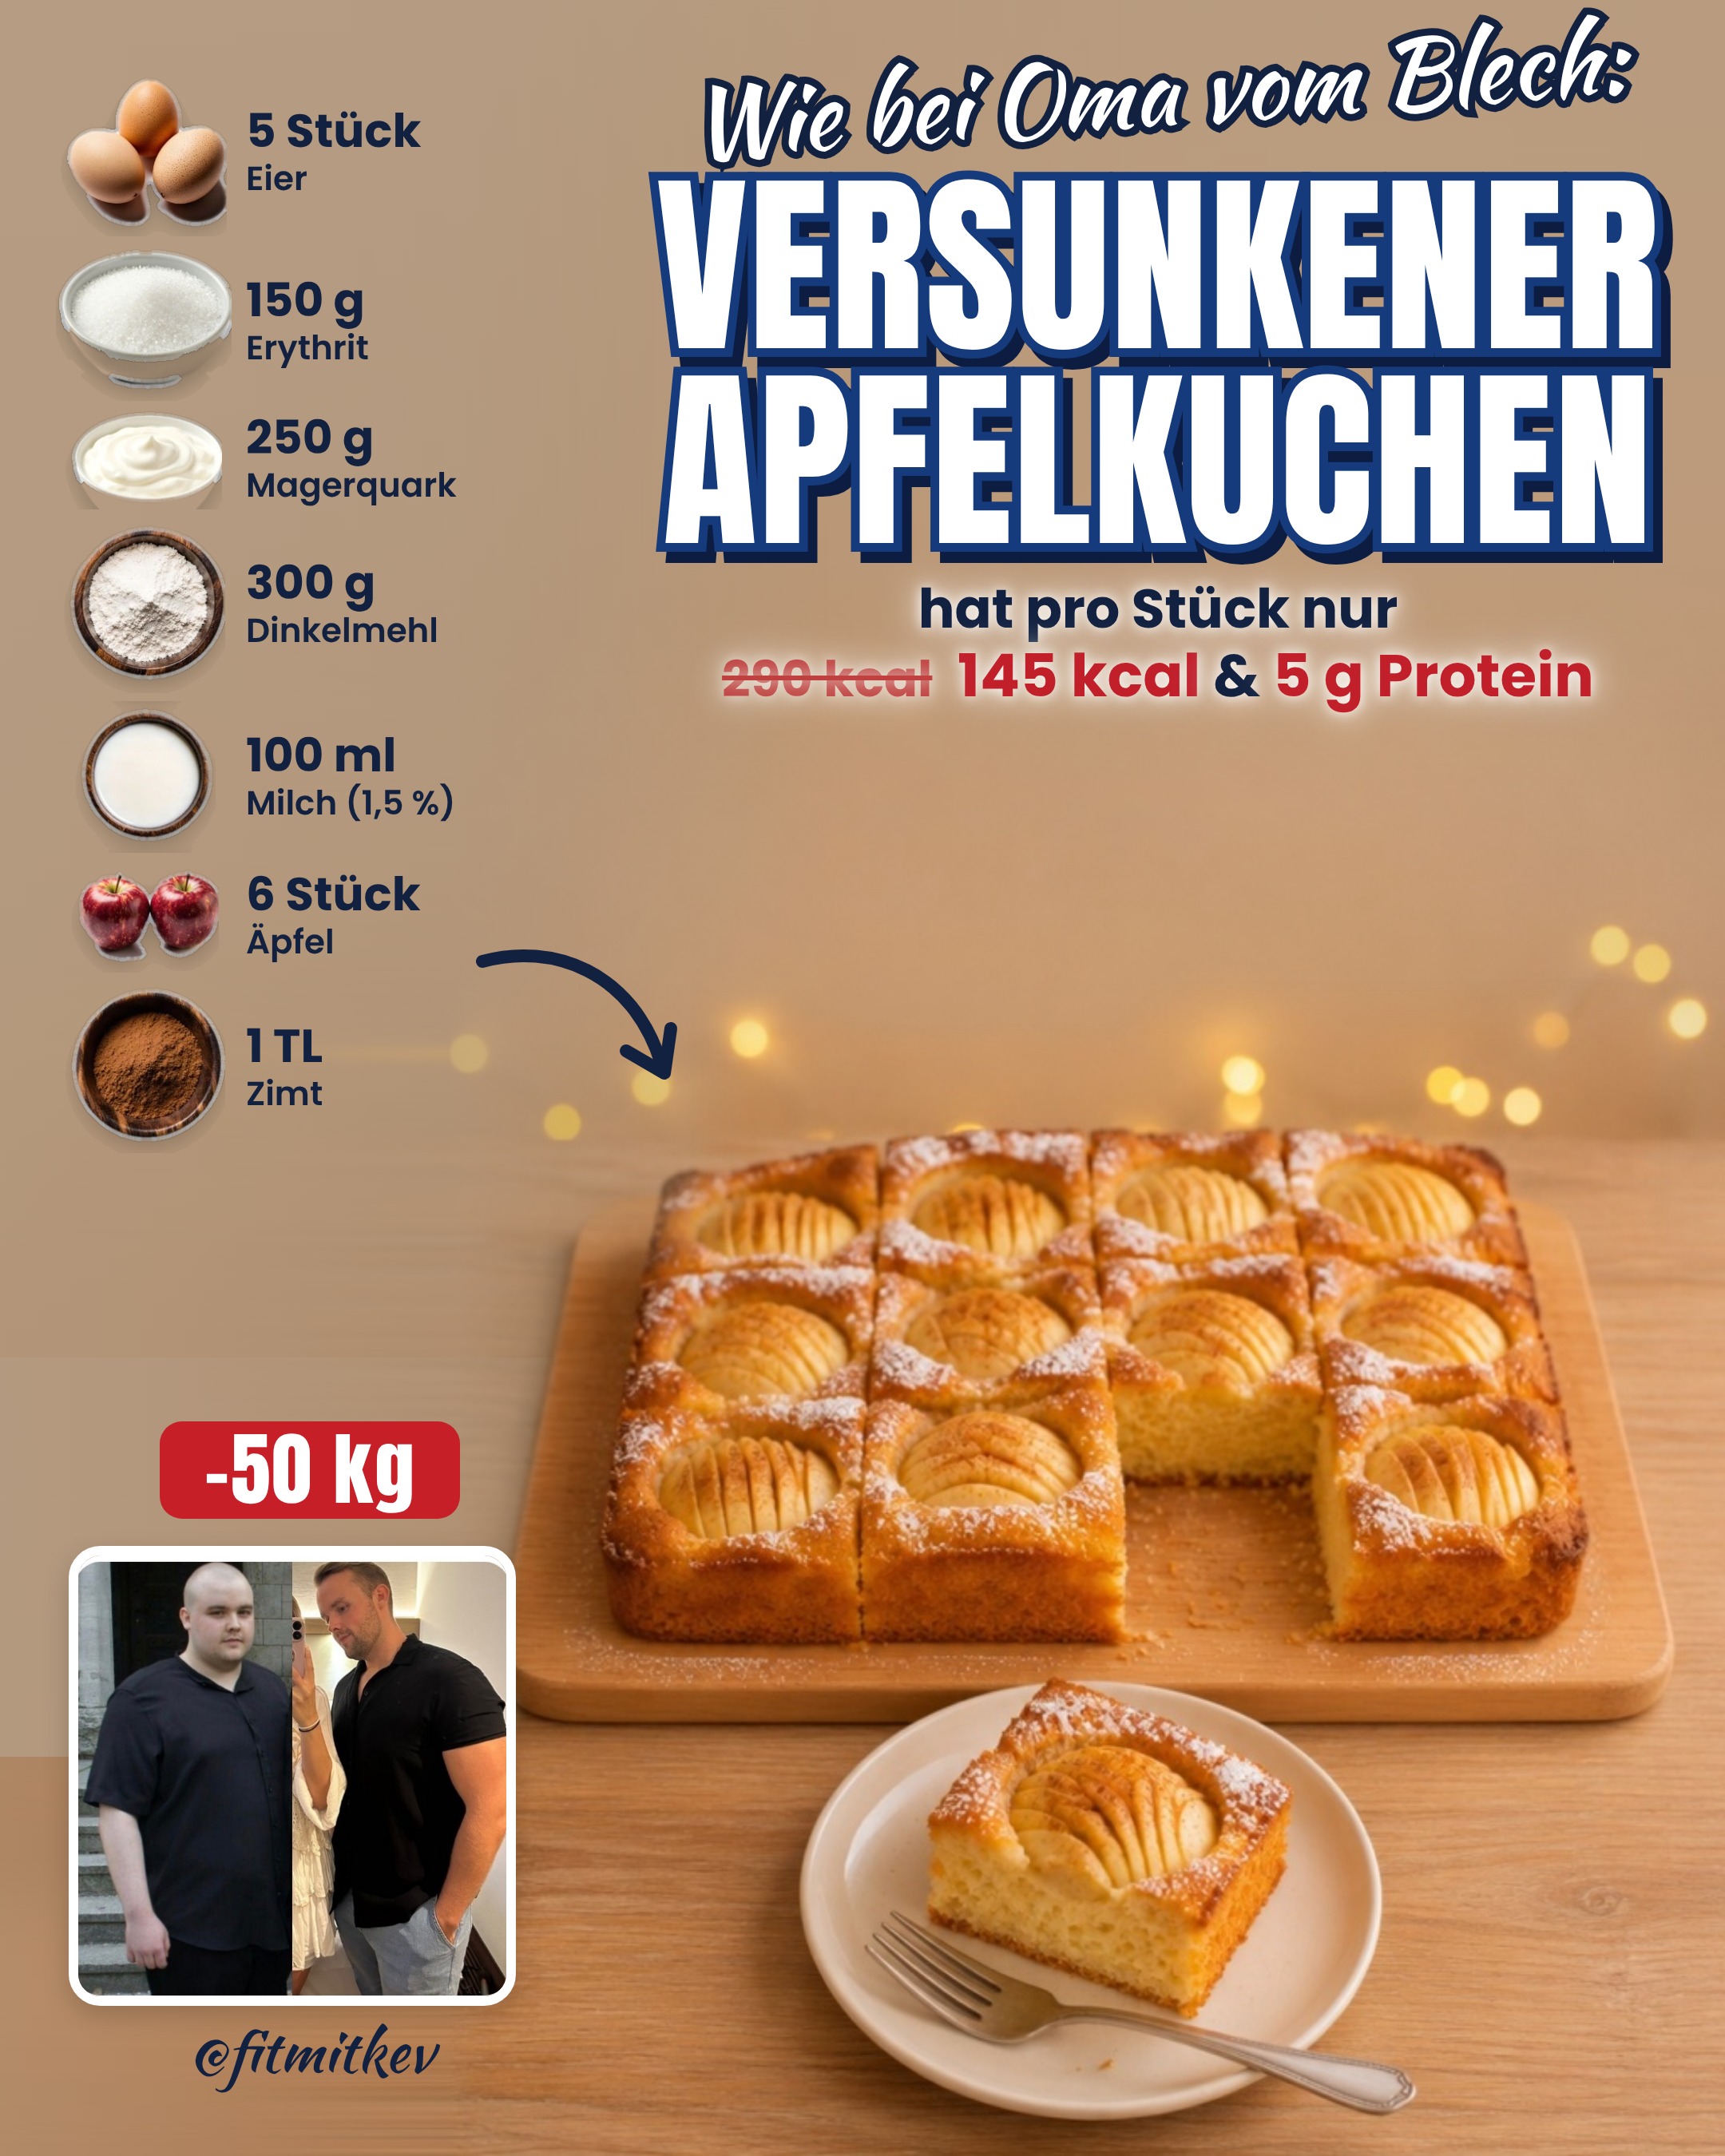 Wie bei Oma vom Blech:
VERSUNKENER
APFELKUCHEN
hat pro Stück nur
290 kcal 145 kcal & 5 g Protein
5 Stück
Eier
150 g
Erythrit
250 g
Magerquark
300 g
Dinkelmehl
100 ml
Milch (1,5 %)
6 Stück
Äpfel
1 TL
Zimt
-50 kg
@fitmitkev